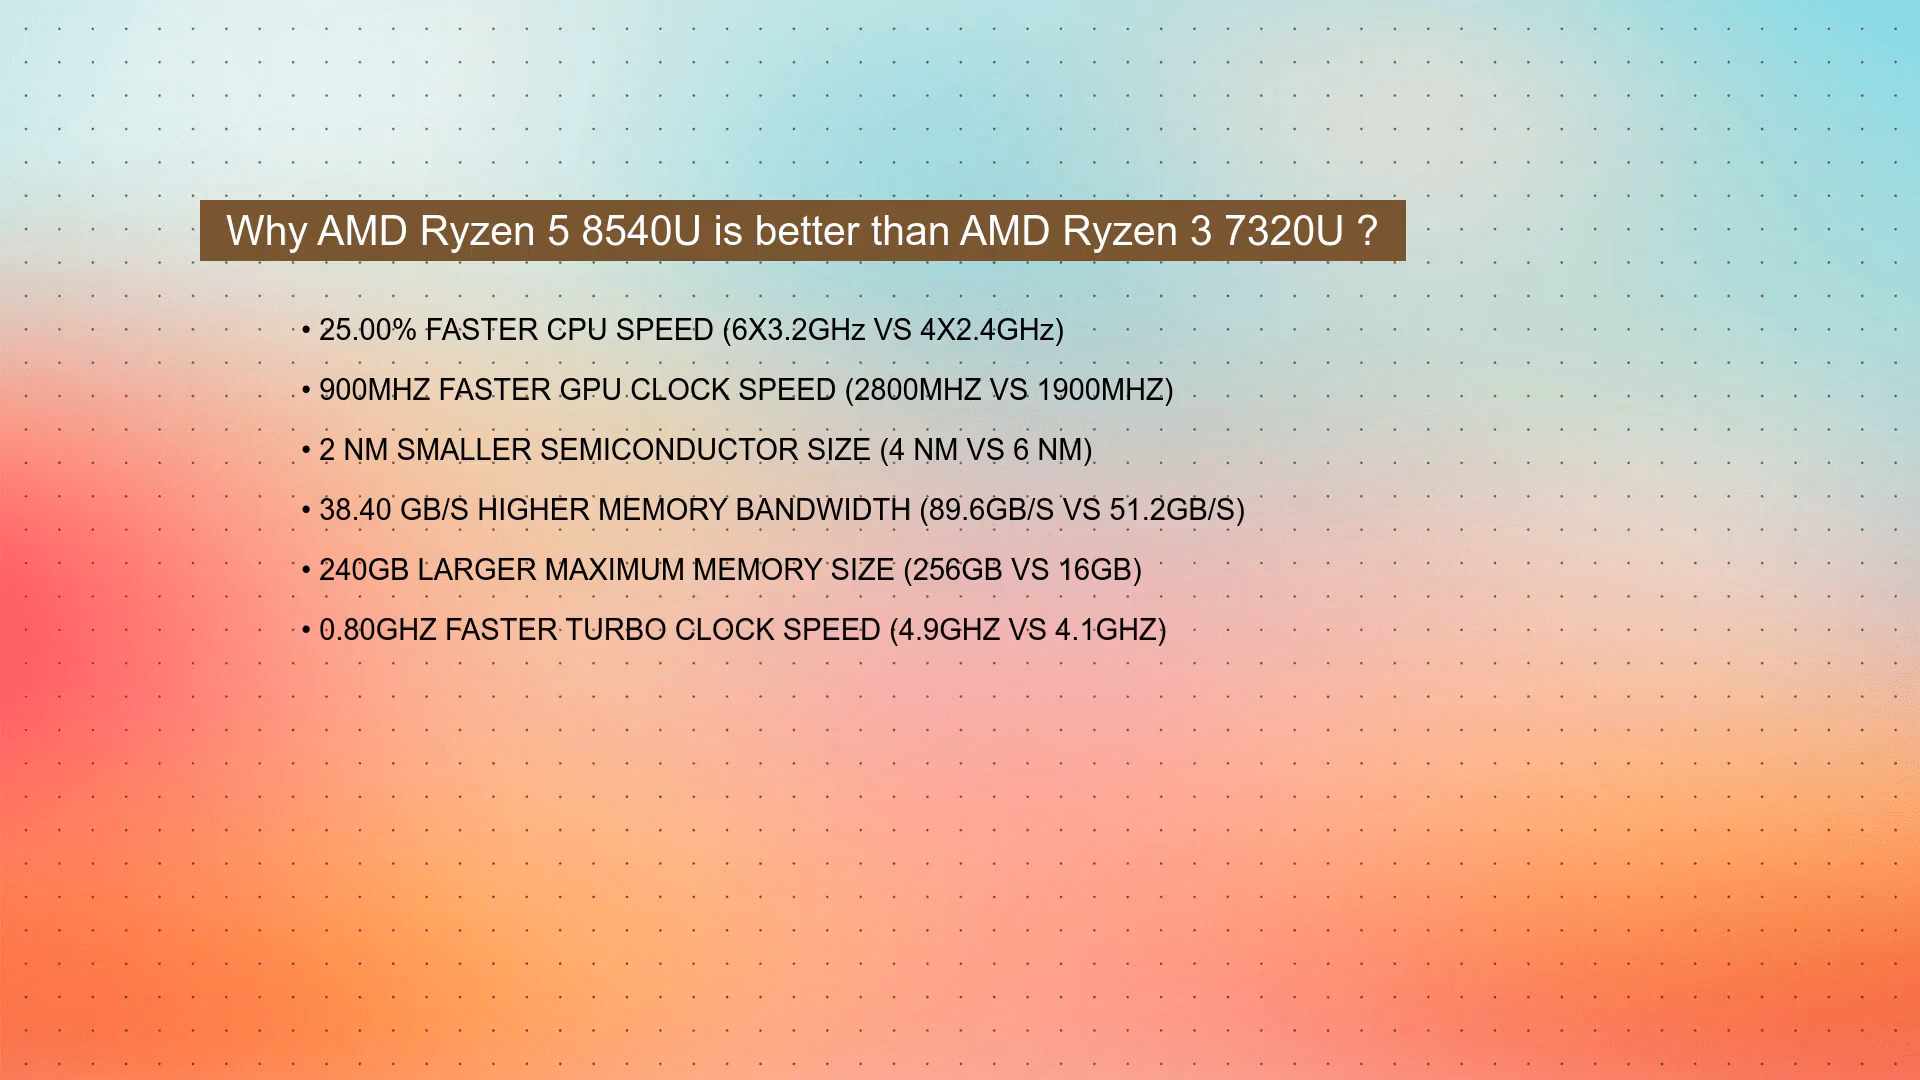 Why AMD Ryzen 5 8540U is better than AMD Ryzen 3 7320U ?
• 25.00% FASTER CPU SPEED (6X3.2GHz VS 4X2.4GHz)
• 900MHZ FASTER GPU CLOCK SPEED (2800MHZ VS 1900MHZ)
• 2 NM SMALLER SEMICONDUCTOR SIZE (4 NM VS 6 NM)
• 38.40 GB/S HIGHER MEMORY BANDWIDTH (89.6GB/S VS 51.2GB/S)
• 240GB LARGER MAXIMUM MEMORY SIZE (256GB VS 16GB)
• 0.80GHZ FASTER TURBO CLOCK SPEED (4.9GHZ VS 4.1GHZ)